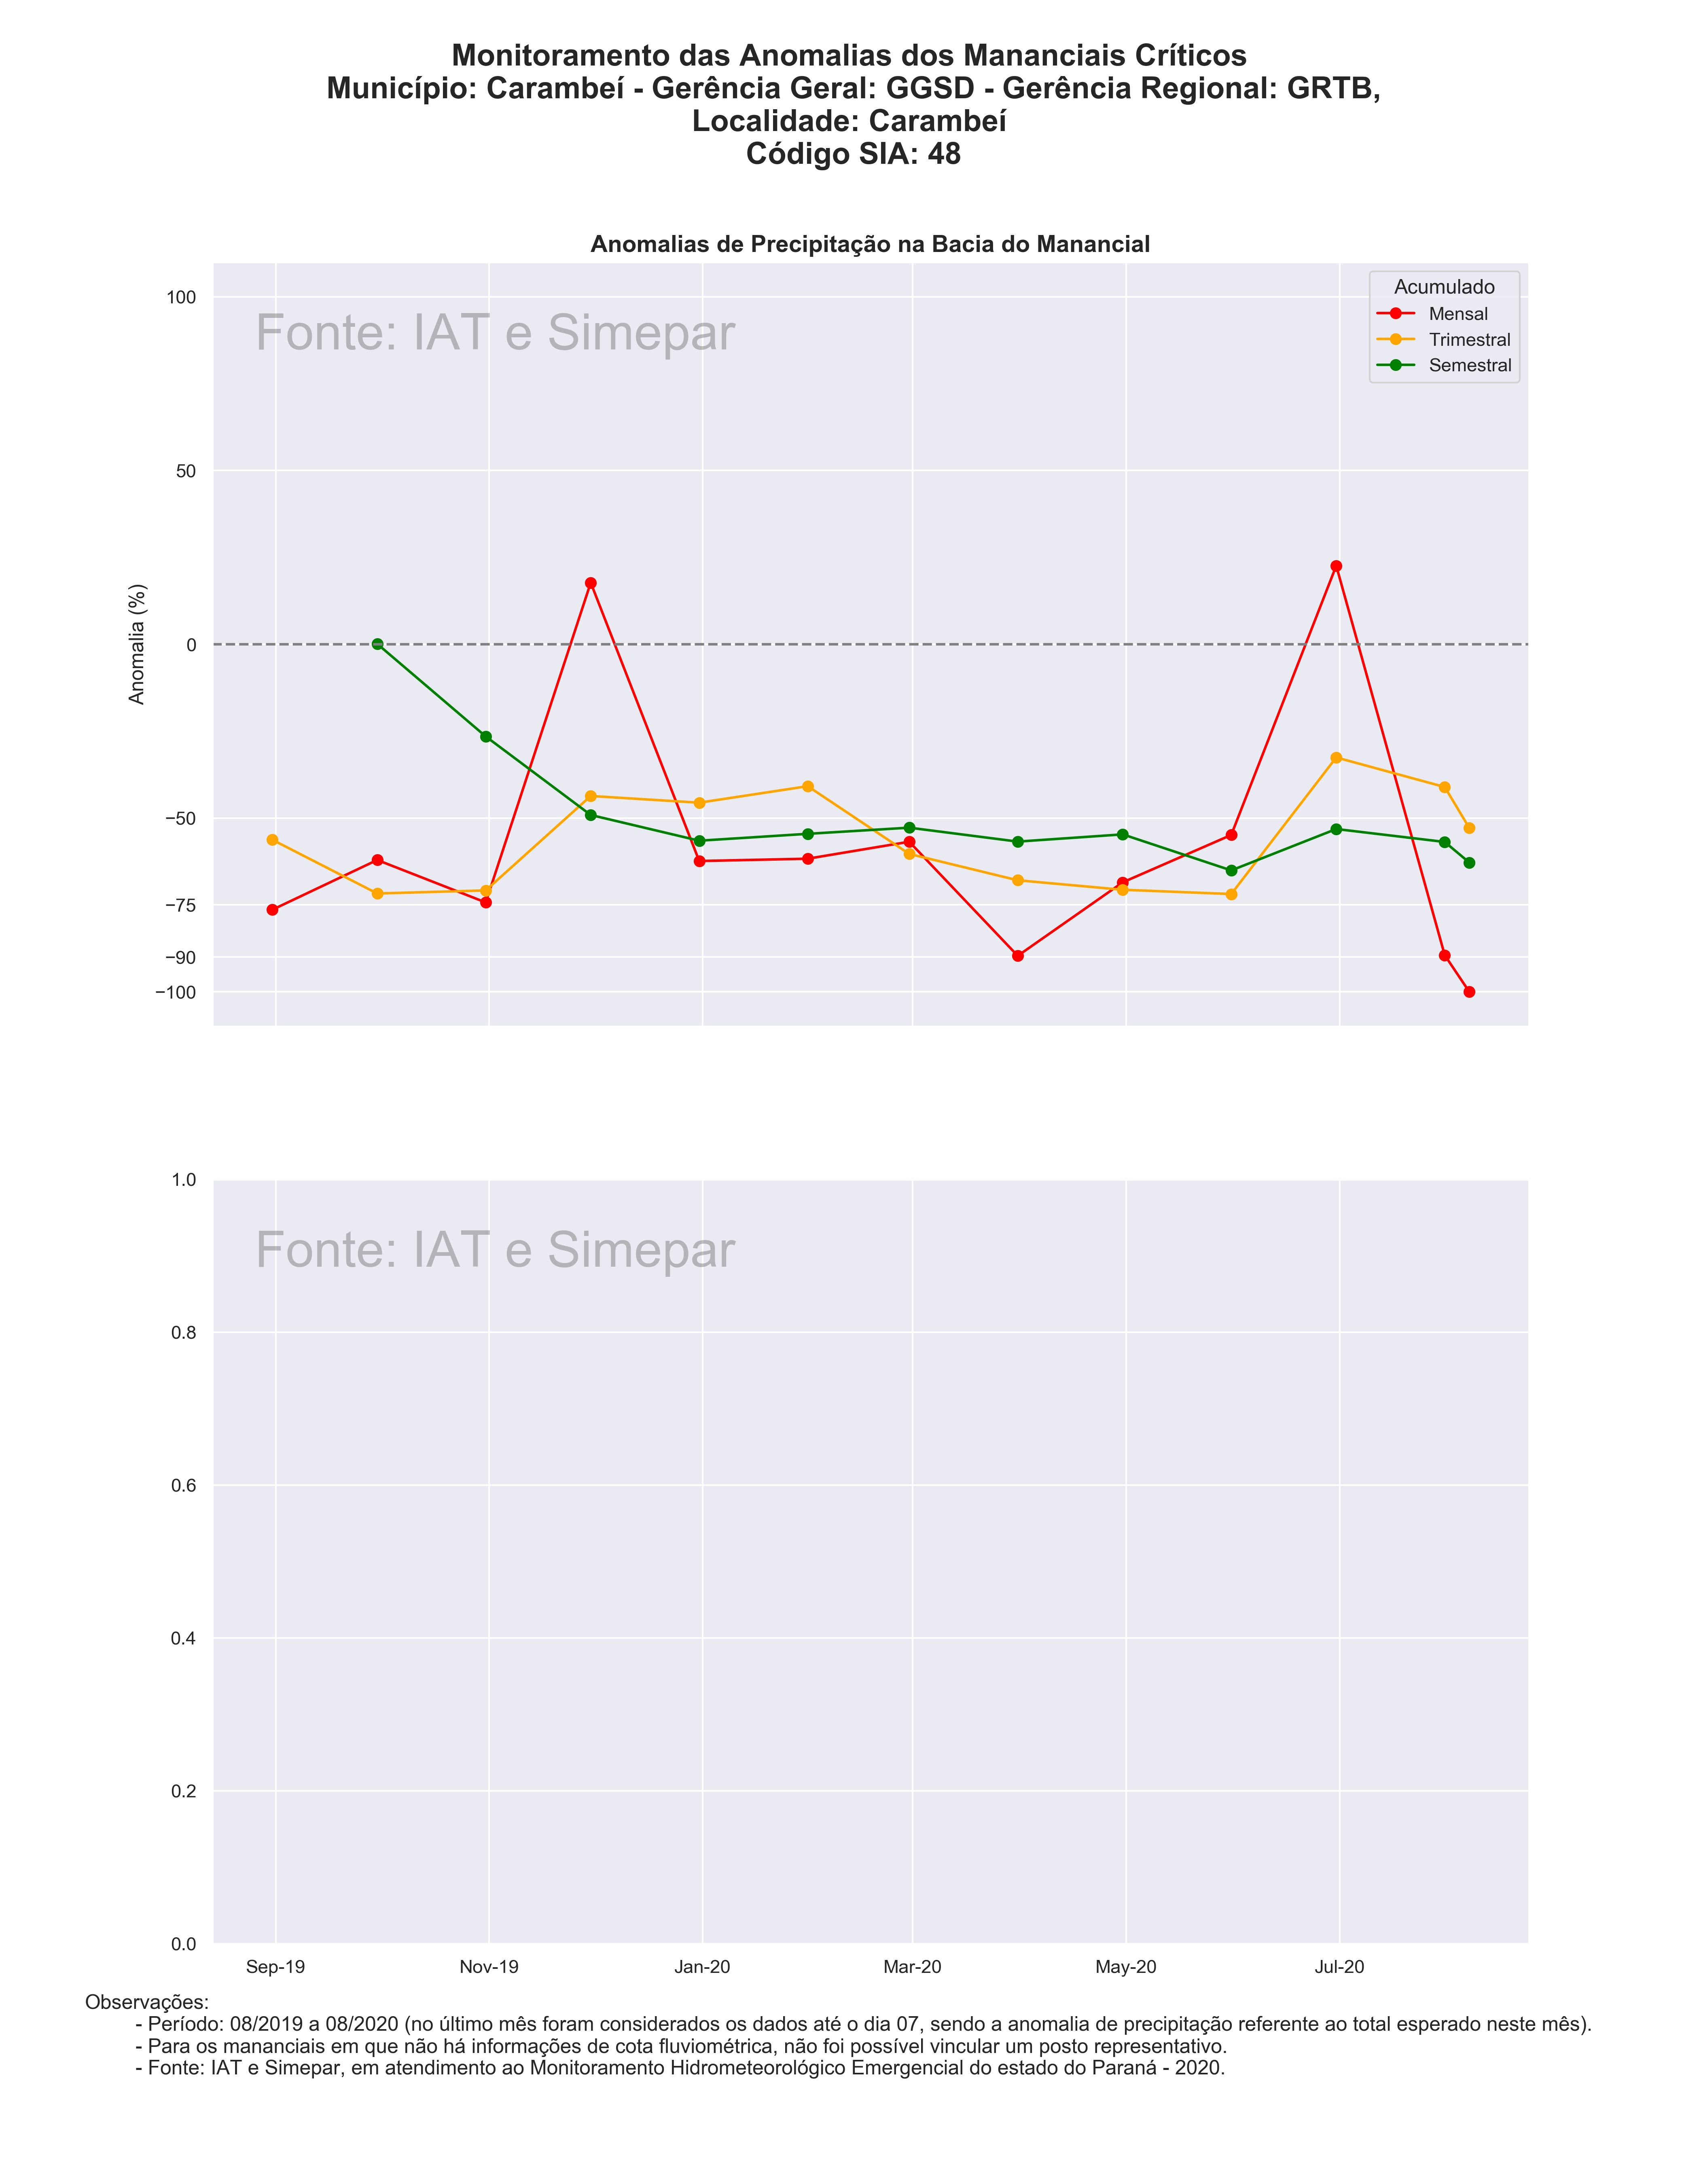 Monitoramento das Anomalias dos Mananciais Críticos
Município: Carambeí - Gerência Geral: GGSD - Gerência Regional: GRTB,
Localidade: Carambeí
Código SIA: 48
Anomalias de Precipitação na Bacia do Manancial
Fonte: IAT e Simepar
Acumulado
Mensal
Trimestral
Semestral
Anomalia (%)
100
50
0
−50
−75
−90
−100
Fonte: IAT e Simepar
1.0
0.8
0.6
0.4
0.2
0.0
Sep-19 Nov-19 Jan-20 Mar-20 May-20 Jul-20
Observações:
- Período: 08/2019 a 08/2020 (no último mês foram considerados os dados até o dia 07, sendo a anomalia de precipitação referente ao total esperado neste mês).
- Para os mananciais em que não há informações de cota fluviométrica, não foi possível vincular um posto representativo.
- Fonte: IAT e Simepar, em atendimento ao Monitoramento Hidrometeorológico Emergencial do estado do Paraná - 2020.